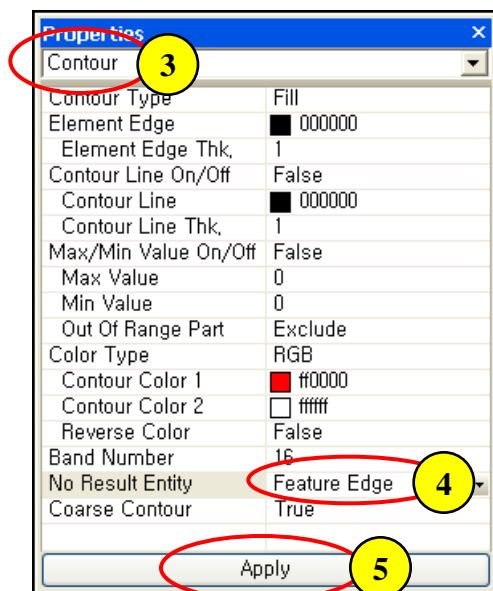 Properties
Contour 3
Contour Type Fill
Element Edge 000000
Element Edge Thk, 1
Contour Line On/Off False
Contour Line 000000
Contour Line Thk, 1
Max/Min Value On/Off False
Max Value 0
Min Value 0
Out Of Range Part Exclude
Color Type RGB
Contour Color 1 ff0000
Contour Color 2 ffffff
Reverse Color False
Band Number 16
No Result Entity Feature Edge 4
Coarse Contour True
Apply 5